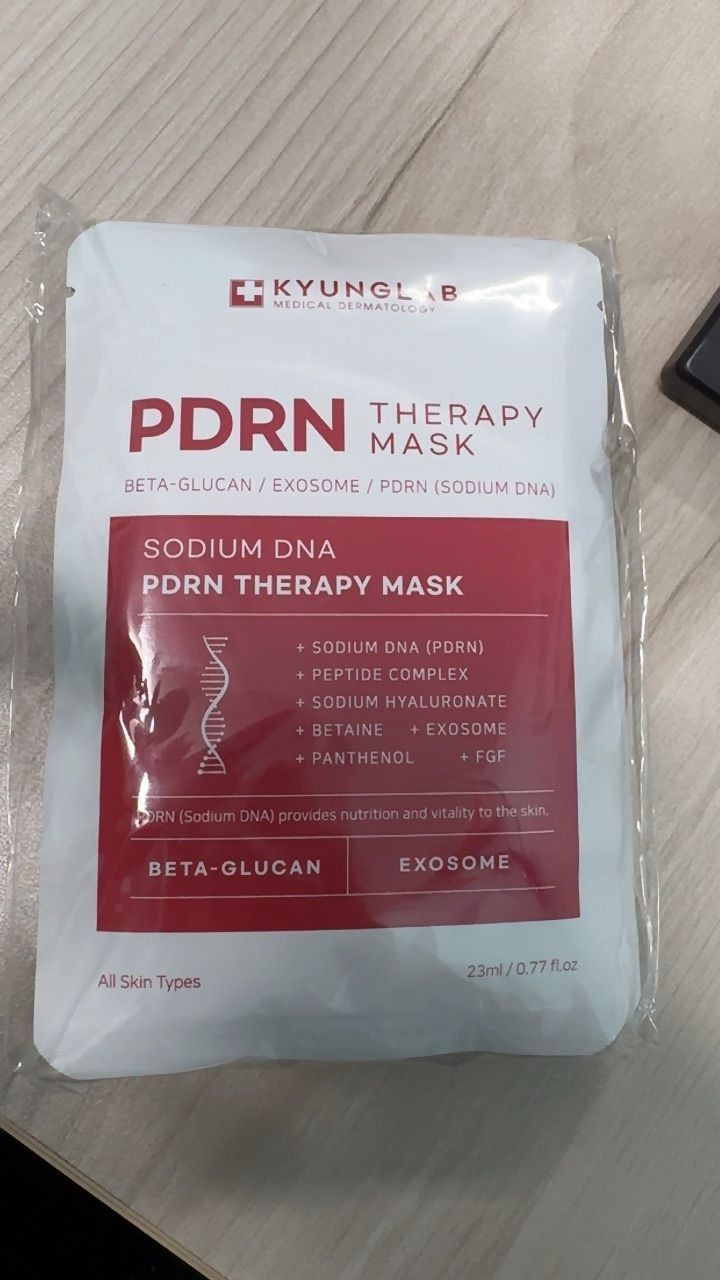 KYUNGLAB
MEDICAL DERMATOLOGY
PDRN THERAPY MASK
BETA-GLUCAN / EXOSOME / PDRN (SODIUM DNA)
SODIUM DNA
PDRN THERAPY MASK
+ SODIUM DNA (PDRN)
+ PEPTIDE COMPLEX
+ SODIUM HYALURONATE
+ BETAINE + EXOSOME
+ PANTHENOL + FGF
PDRN (Sodium DNA) provides nutrition and vitality to the skin.
BETA-GLUCAN EXOSOME
All Skin Types 23ml / 0.77 fl.oz